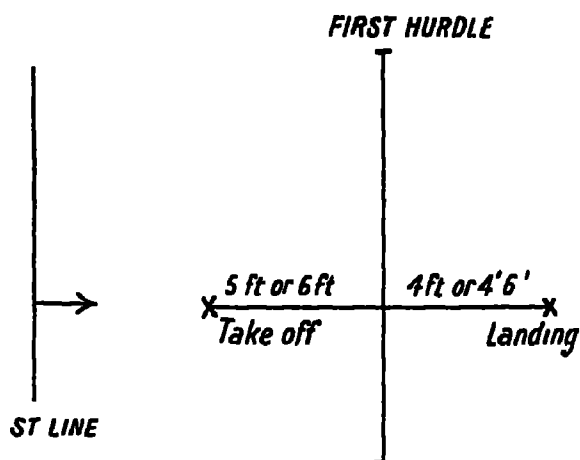 FIRST HURDLE
5 ft or 6 ft
4 ft or 4'6'
Take off
Landing
ST LINE